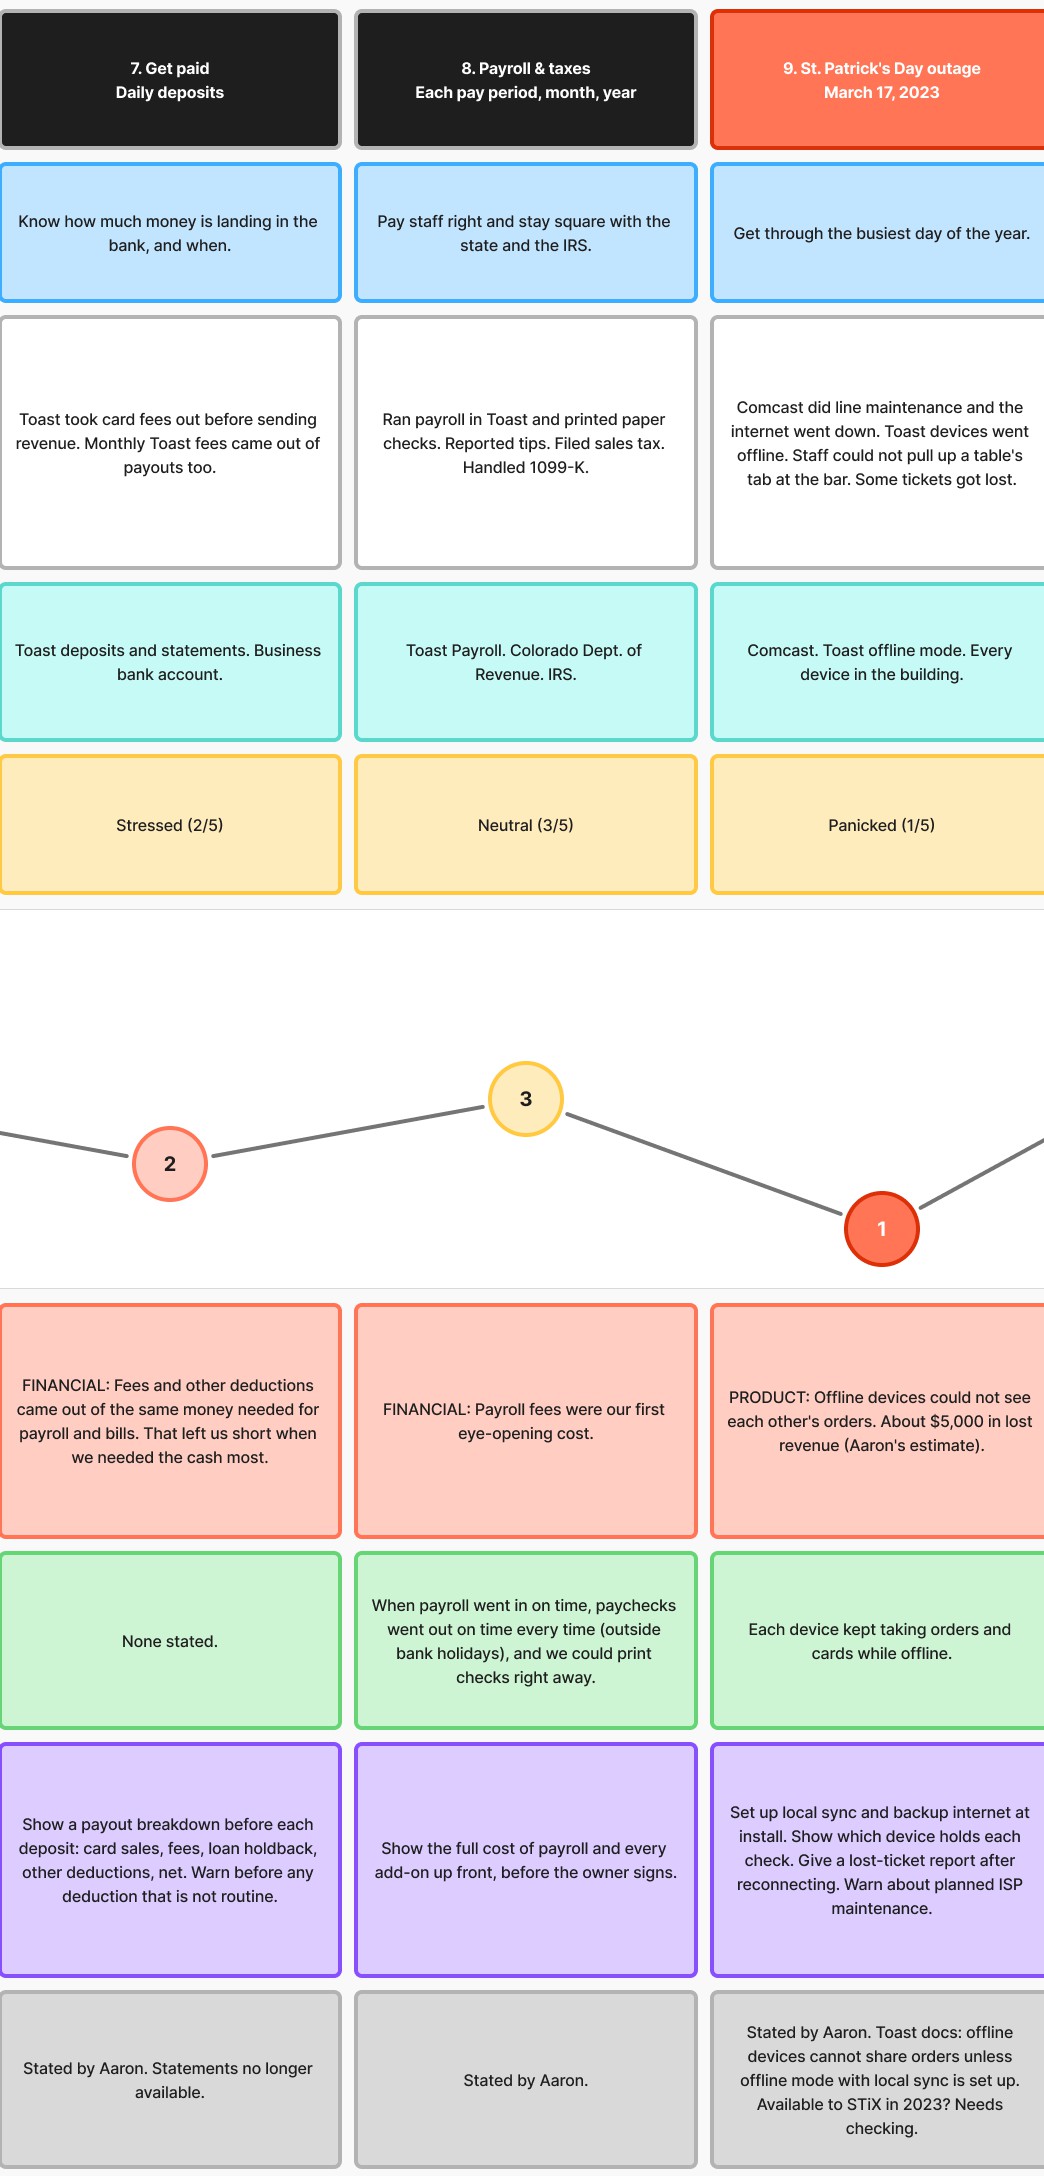 7. Get paid
Daily deposits
8. Payroll & taxes
Each pay period, month, year
9. St. Patrick's Day outage
March 17, 2023
Know how much money is landing in the
bank, and when.
Pay staff right and stay square with the
state and the IRS.
Get through the busiest day of the year.
Toast took card fees out before sending
revenue. Monthly Toast fees came out of
payouts too.
Ran payroll in Toast and printed paper
checks. Reported tips. Filed sales tax.
Handled 1099-K.
Comcast did line maintenance and the
internet went down. Toast devices went
offline. Staff could not pull up a table's
tab at the bar. Some tickets got lost.
Toast deposits and statements. Business
bank account.
Toast Payroll. Colorado Dept. of
Revenue. IRS.
Comcast. Toast offline mode. Every
device in the building.
Stressed (2/5)
Neutral (3/5)
Panicked (1/5)
2
3
1
FINANCIAL: Fees and other deductions
came out of the same money needed for
payroll and bills. That left us short when
we needed the cash most.
FINANCIAL: Payroll fees were our first
eye-opening cost.
PRODUCT: Offline devices could not see
each other's orders. About $5,000 in lost
revenue (Aaron's estimate).
None stated.
When payroll went in on time, paychecks
went out on time every time (outside
bank holidays), and we could print
checks right away.
Each device kept taking orders and
cards while offline.
Show a payout breakdown before each
deposit: card sales, fees, loan holdback,
other deductions, net. Warn before any
deduction that is not routine.
Show the full cost of payroll and every
add-on up front, before the owner signs.
Set up local sync and backup internet at
install. Show which device holds each
check. Give a lost-ticket report after
reconnecting. Warn about planned ISP
maintenance.
Stated by Aaron. Statements no longer
available.
Stated by Aaron.
Stated by Aaron. Toast docs: offline
devices cannot share orders unless
offline mode with local sync is set up.
Available to STiX in 2023? Needs
checking.